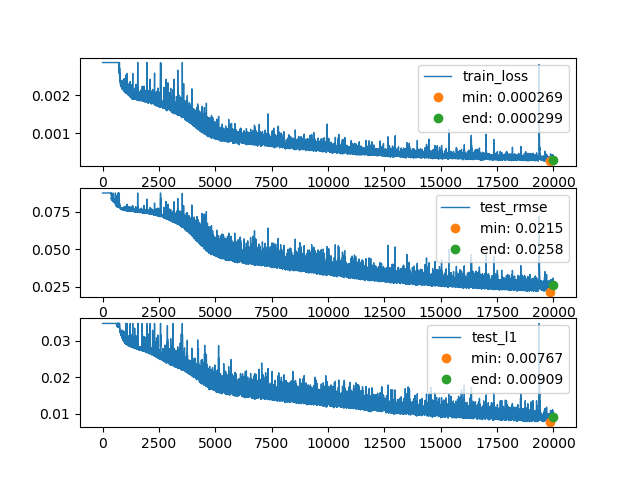 train_loss
min: 0.000269
end: 0.000299
0.002
0.001
0 2500 5000 7500 10000 12500 15000 17500 20000
test_rmse
min: 0.0215
end: 0.0258
0.075
0.050
0.025
0 2500 5000 7500 10000 12500 15000 17500 20000
test_l1
min: 0.00767
end: 0.00909
0.03
0.02
0.01
0 2500 5000 7500 10000 12500 15000 17500 20000